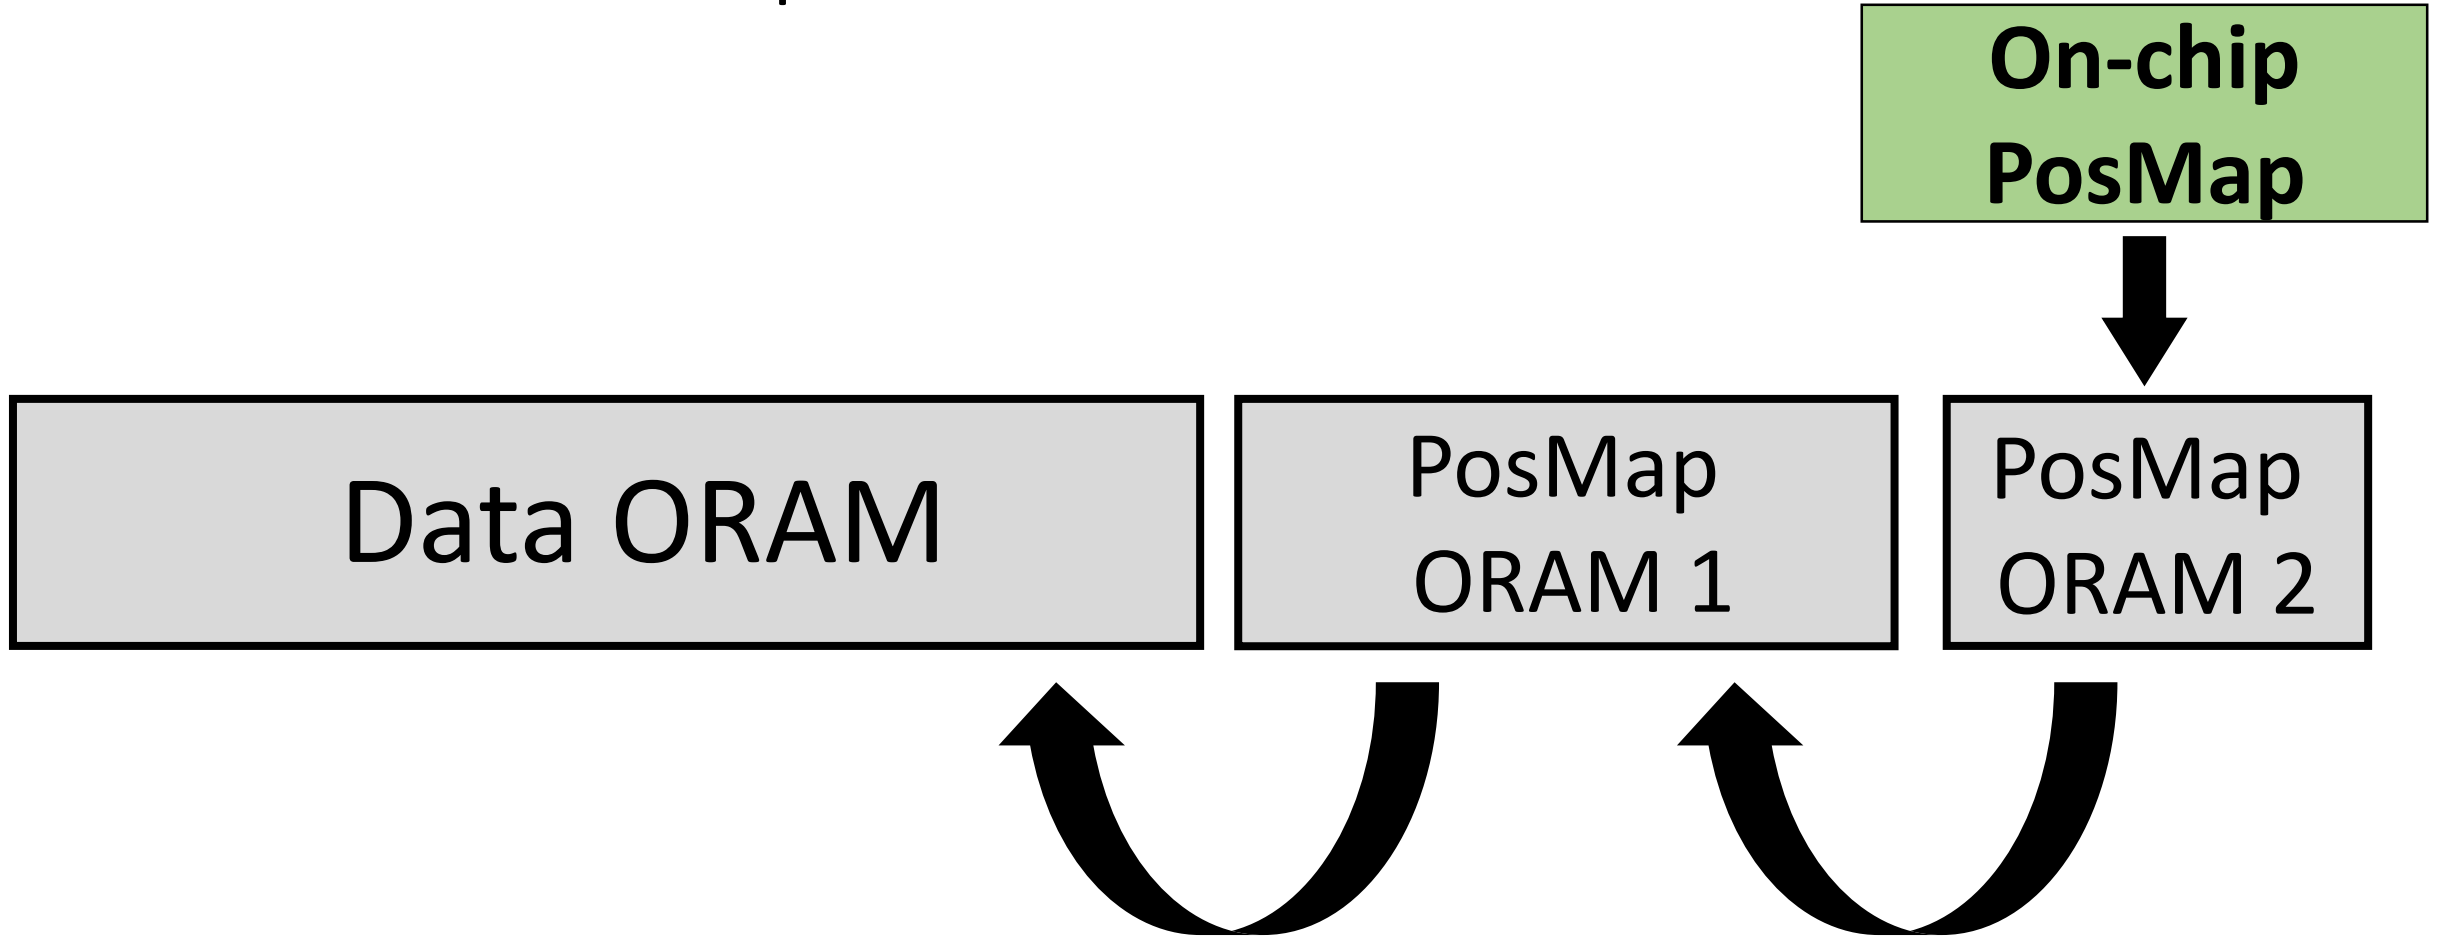 On-chip
PosMap
Data ORAM
PosMap
ORAM 1
PosMap
ORAM 2